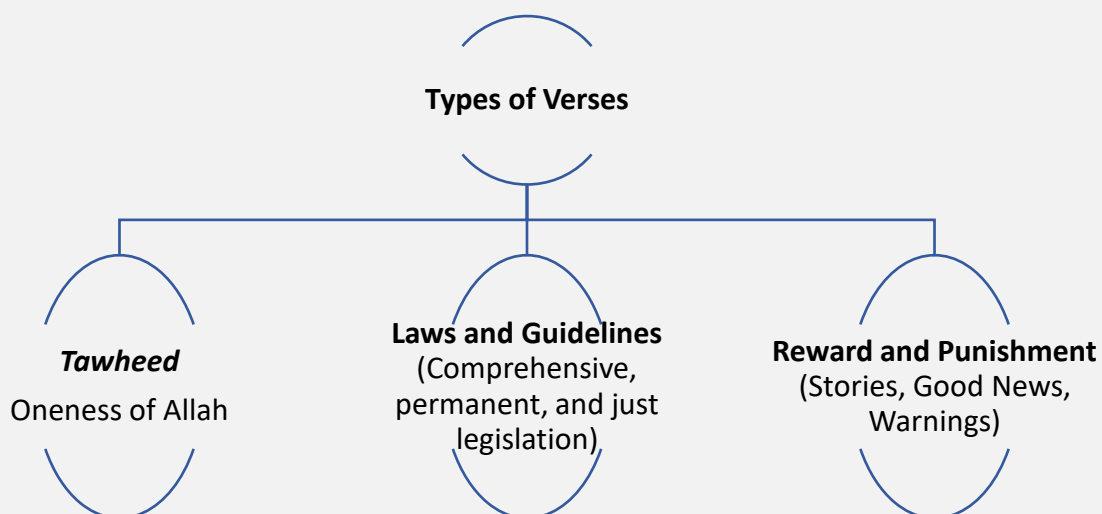 Types of Verses
Tawheed
Oneness of Allah
Laws and Guidelines
(Comprehensive,
permanent, and just
legislation)
Reward and Punishment
(Stories, Good News,
Warnings)